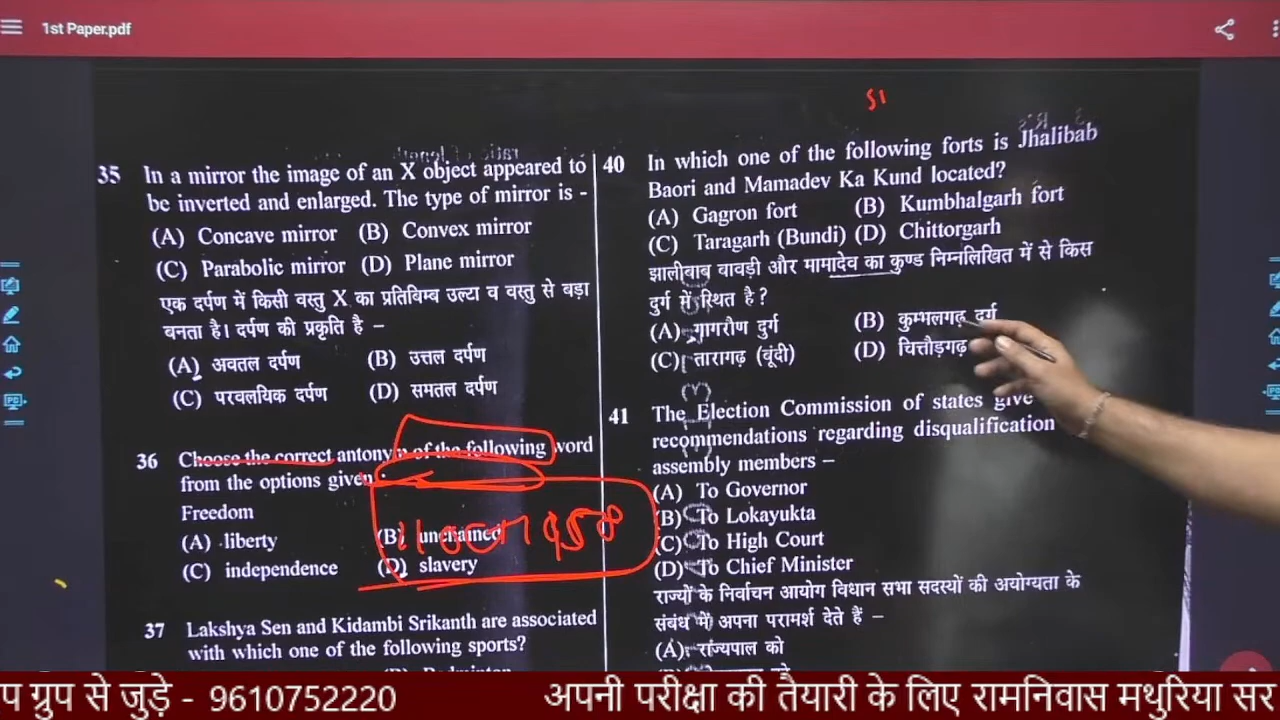 1st Paper.pdf
35 In a mirror the image of an X object appeared to
be inverted and enlarged. The type of mirror is -
(A) Concave mirror (B) Convex mirror
(C) Parabolic mirror (D) Plane mirror
एक दर्पण में किसी वस्तु X का प्रतिबिम्ब उल्टा व वस्तु से बड़ा
बनता है। दर्पण की प्रकृति है –
(A) अवतल दर्पण (B) उत्तल दर्पण
(C) परवलयिक दर्पण (D) समतल दर्पण
36 Choose the correct antonym of the following word
from the options given :
Freedom
(A) liberty (B) unchained
(C) independence (D) slavery
37 Lakshya Sen and Kidambi Srikanth are associated
with which one of the following sports?
(B) Badminton
40 In which one of the following forts is Jhalibab
Baori and Mamadev Ka Kund located?
(A) Gagron fort (B) Kumbhalgarh fort
(C) Taragarh (Bundi) (D) Chittorgarh
झालीबाब बावड़ी और मामादेव का कुण्ड निम्नलिखित में से किस
दुर्ग में स्थित है ?
(A) गागरौण दुर्ग (B) कुम्भलगढ़ दुर्ग
(C) तारागढ़ (बूंदी) (D) चित्तौड़गढ़
41 The Election Commission of states give
recommendations regarding disqualification
assembly members –
(A) To Governor
(B) To Lokayukta
(C) To High Court
(D) To Chief Minister
राज्यों के निर्वाचन आयोग विधान सभा सदस्यों की अयोग्यता के
संबंध में अपना परामर्श देते हैं –
(A) राज्यपाल को
प ग्रुप से जुड़े - 9610752220 अपनी परीक्षा की तैयारी के लिए रामनिवास मथुरिया सर